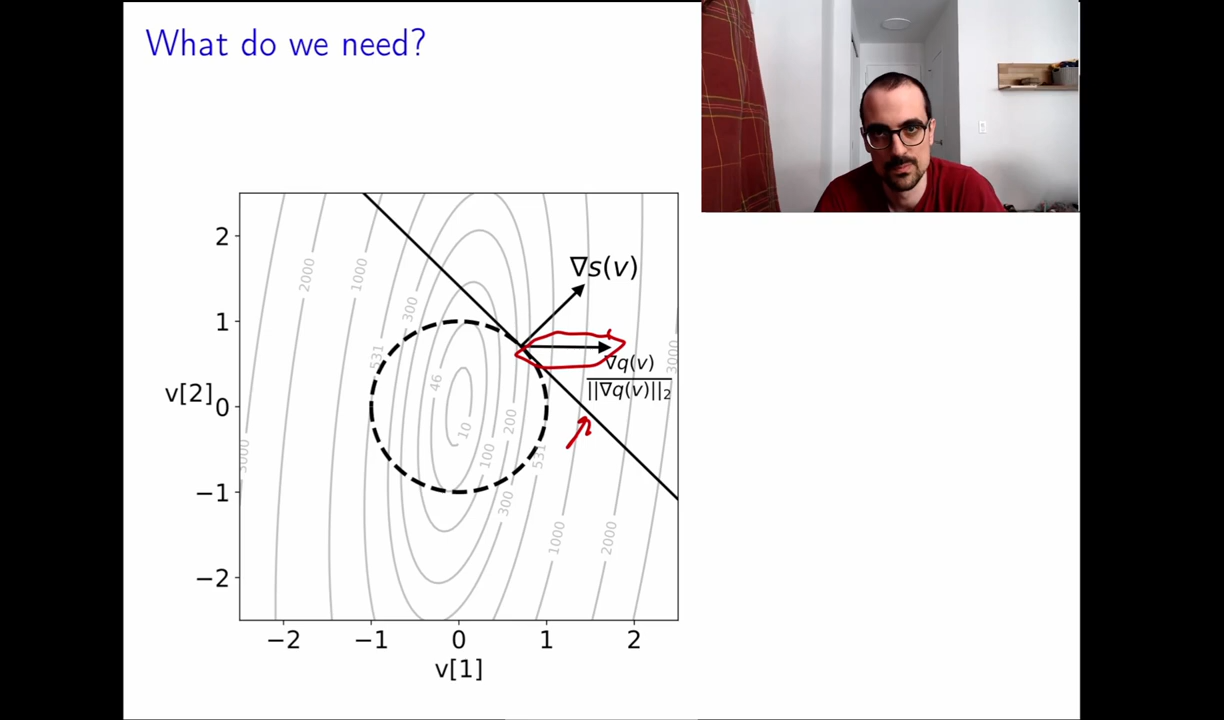 What do we need?
2
1
v[2] 0
−1
−2
−2 −1 0 1 2
v[1]
∇s(v)
∇q(v)
||∇q(v)||₂
2000
1000
300
531
46
10
100
200
531
300
1000
2000
3000
3000